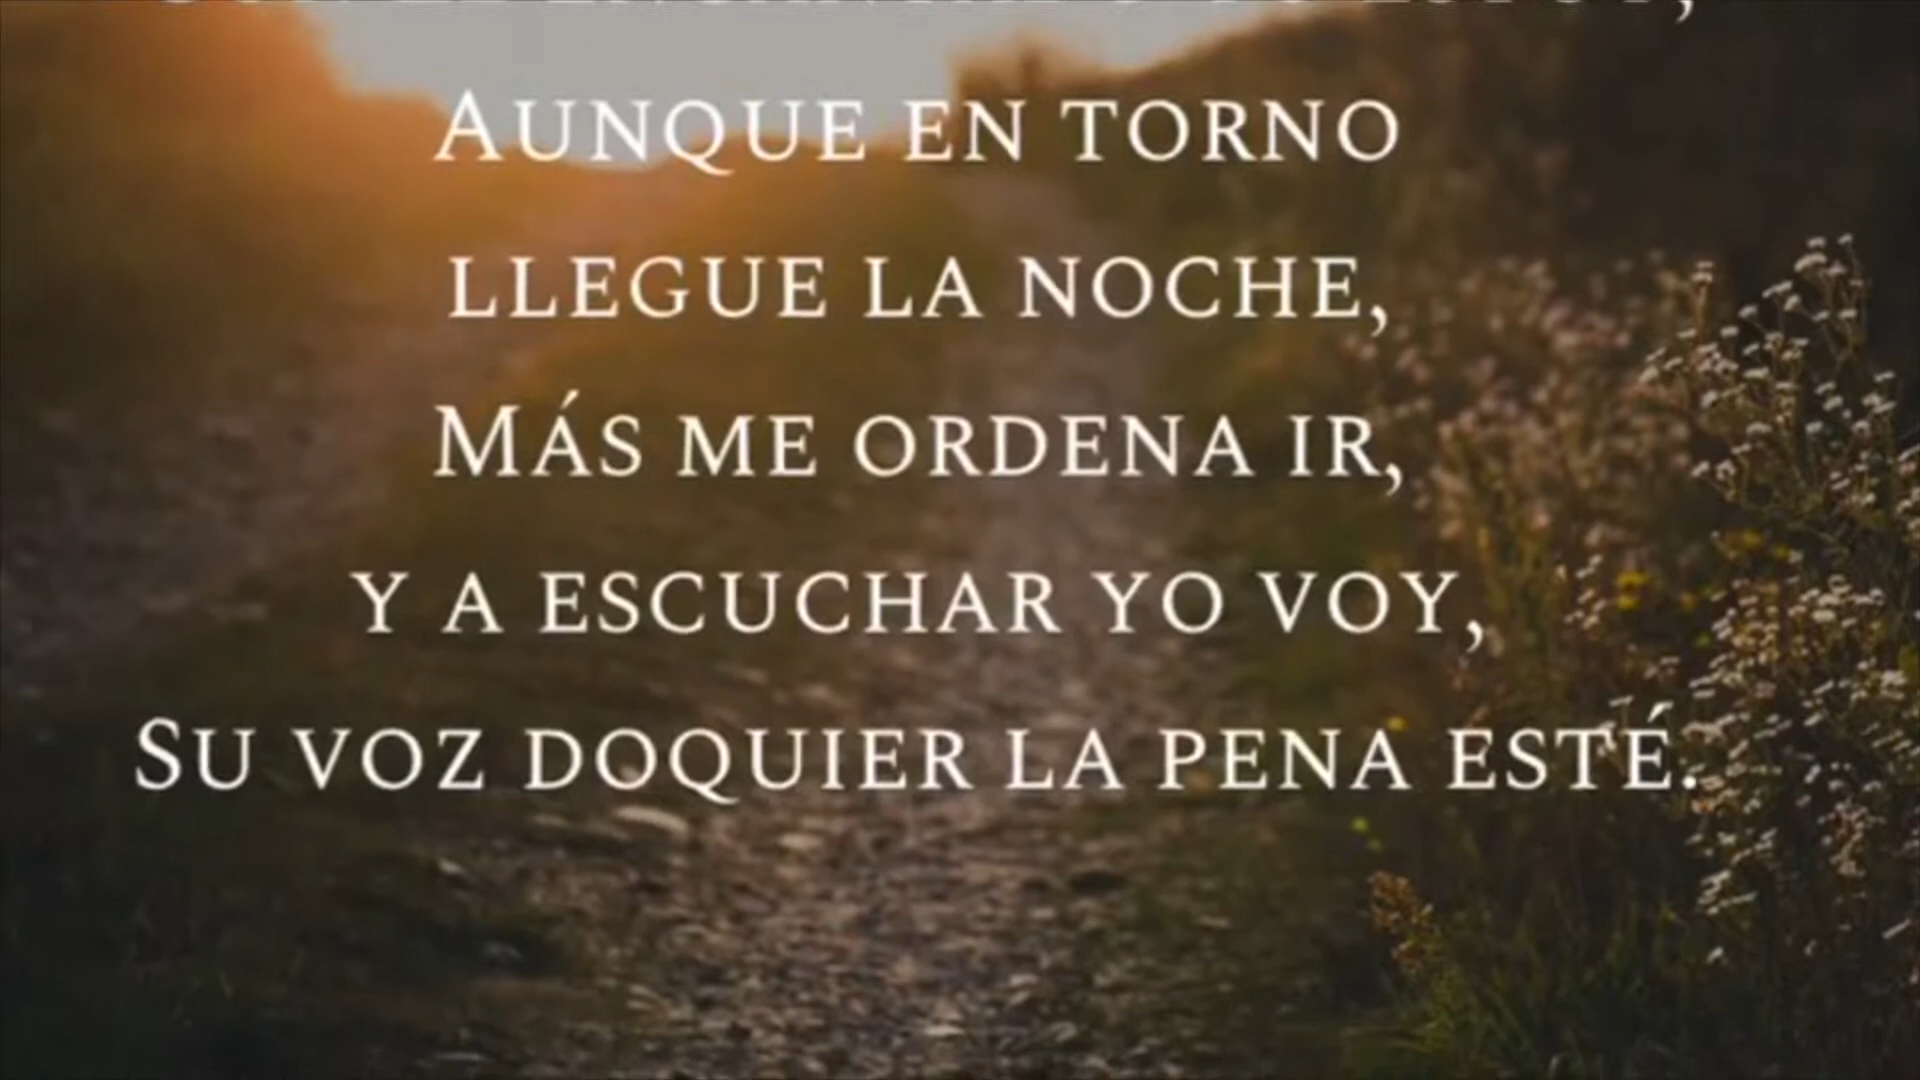 Aunque en torno
llegue la noche,
Más me ordena ir,
y a escuchar yo voy,
Su voz doquier la pena esté.